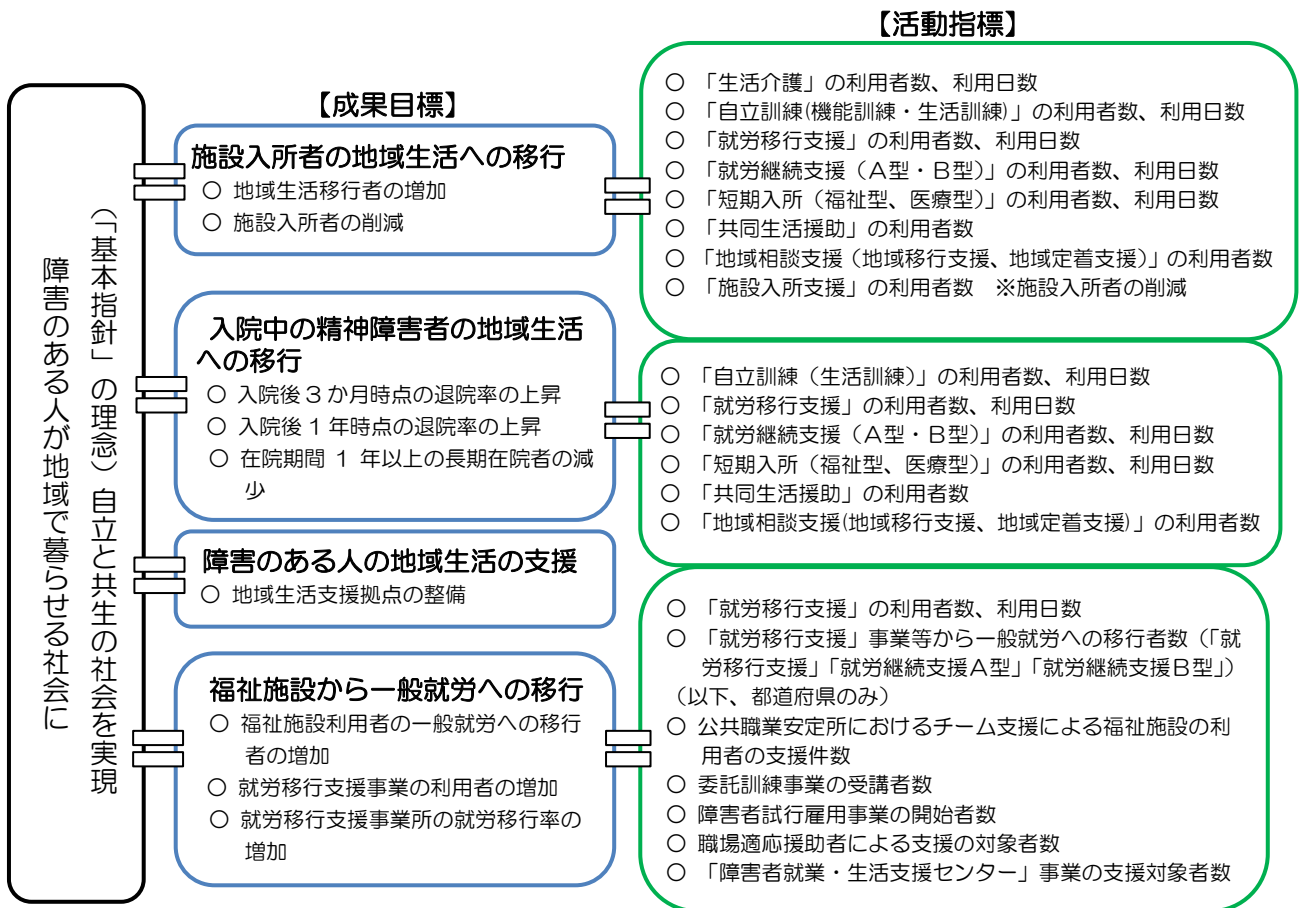 【活動指標】
【成果目標】
(「基本指針」の理念)自立と共生の社会を実現
障害のある人が地域で暮らせる社会に
施設入所者の地域生活への移行
○ 地域生活移行者の増加
○ 施設入所者の削減
○ 「生活介護」の利用者数、利用日数
○ 「自立訓練(機能訓練・生活訓練)」の利用者数、利用日数
○ 「就労移行支援」の利用者数、利用日数
○ 「就労継続支援(A型・B型)」の利用者数、利用日数
○ 「短期入所(福祉型、医療型)」の利用者数、利用日数
○ 「共同生活援助」の利用者数
○ 「地域相談支援(地域移行支援、地域定着支援)」の利用者数
○ 「施設入所支援」の利用者数 ※施設入所者の削減
入院中の精神障害者の地域生活
への移行
○ 入院後3か月時点の退院率の上昇
○ 入院後1年時点の退院率の上昇
○ 在院期間 1 年以上の長期在院者の減
少
○ 「自立訓練(生活訓練)」の利用者数、利用日数
○ 「就労移行支援」の利用者数、利用日数
○ 「就労継続支援(A型・B型)」の利用者数、利用日数
○ 「短期入所(福祉型、医療型)」の利用者数、利用日数
○ 「共同生活援助」の利用者数
○ 「地域相談支援(地域移行支援、地域定着支援)」の利用者数
障害のある人の地域生活の支援
○ 地域生活支援拠点の整備
福祉施設から一般就労への移行
○ 福祉施設利用者の一般就労への移行
者の増加
○ 就労移行支援事業の利用者の増加
○ 就労移行支援事業所の就労移行率の
増加
○ 「就労移行支援」の利用者数、利用日数
○ 「就労移行支援」事業等から一般就労への移行者数(「就
労移行支援」「就労継続支援A型」「就労継続支援B型」)
(以下、都道府県のみ)
○ 公共職業安定所におけるチーム支援による福祉施設の利
用者の支援件数
○ 委託訓練事業の受講者数
○ 障害者試行雇用事業の開始者数
○ 職場適応援助者による支援の対象者数
○ 「障害者就業・生活支援センター」事業の支援対象者数